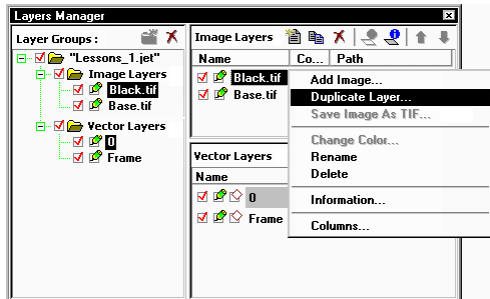 Layers Manager
Layer Groups :
"Lessons_1.jet"
Image Layers
Black.tif
Base.tif
Vector Layers
0
Frame
Image Layers
Name Co... Path
Black.tif
Base.tif
Vector Layers
Name
0
Frame
Add Image...
Duplicate Layer...
Save Image As TIF...
Change Color...
Rename
Delete
Information...
Columns...